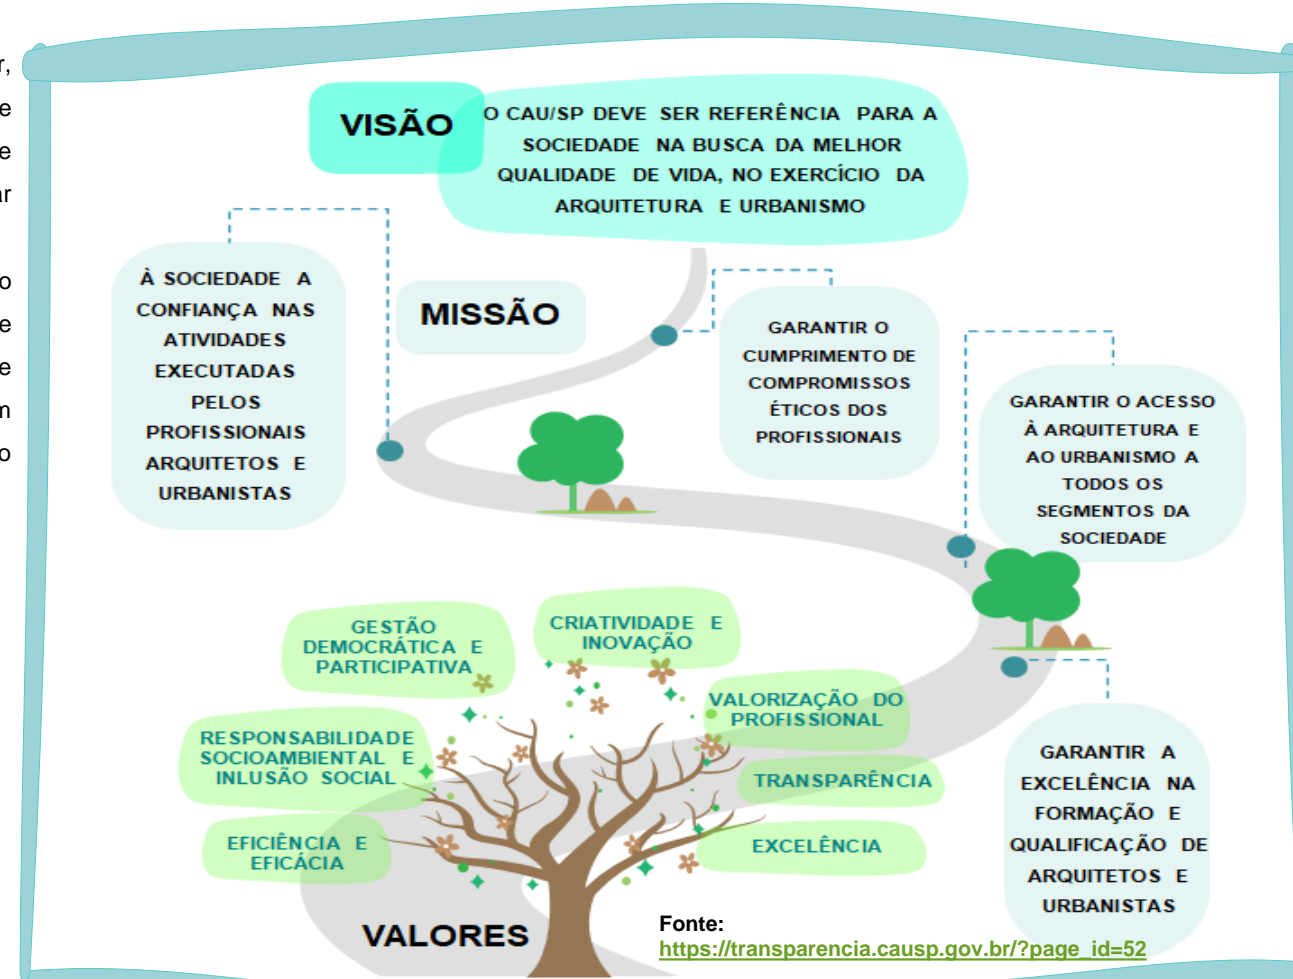 r,
e
e
ar
o
e
e
m
o
VISÃO
O CAU/SP DEVE SER REFERÊNCIA PARA A
SOCIEDADE NA BUSCA DA MELHOR
QUALIDADE DE VIDA, NO EXERCÍCIO DA
ARQUITETURA E URBANISMO
À SOCIEDADE A
CONFIANÇA NAS
ATIVIDADES
EXECUTADAS
PELOS
PROFISSIONAIS
ARQUITETOS E
URBANISTAS
MISSÃO
GARANTIR O
CUMPRIMENTO DE
COMPROMISSOS
ÉTICOS DOS
PROFISSIONAIS
GARANTIR O ACESSO
À ARQUITETURA E
AO URBANISMO A
TODOS OS
SEGMENTOS DA
SOCIEDADE
GESTÃO
DEMOCRÁTICA E
PARTICIPATIVA
CRIATIVIDADE E
INOVAÇÃO
VALORIZAÇÃO DO
PROFISSIONAL
RESPONSABILIDADE
SOCIOAMBIENTAL E
INLUSÃO SOCIAL
TRANSPARÊNCIA
EFICIÊNCIA E
EFICÁCIA
EXCELÊNCIA
GARANTIR A
EXCELÊNCIA NA
FORMAÇÃO E
QUALIFICAÇÃO DE
ARQUITETOS E
URBANISTAS
VALORES
Fonte:
https://transparencia.causp.gov.br/?page_id=52